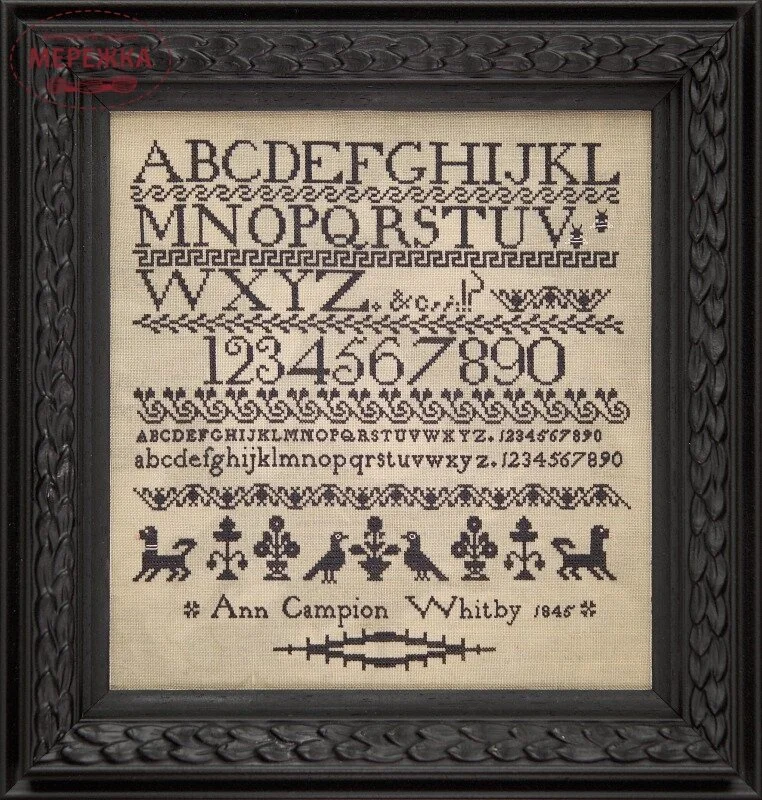 МЕРЕЖКА
ABCDEFGHIJKL
MNOPQRSTUV
WXYZ. &c,;.!?
1234567890
ABCDEFGHIJKLMNOPQRSTUVWXYZ. 1234567890
abcdefghijklmnopqrstuvwxyz. 1234567890
Ann Campion Whitby 1845